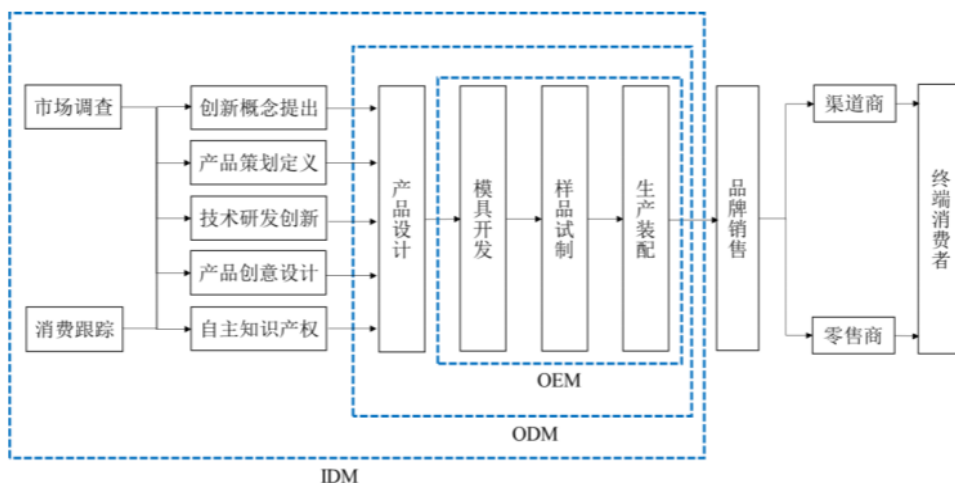 市场调查
消费跟踪
创新概念提出
产品策划定义
技术研发创新
产品创意设计
自主知识产权
产品设计
模具开发
样品试制
生产装配
品牌销售
渠道商
零售商
终端消费者
OEM
ODM
IDM